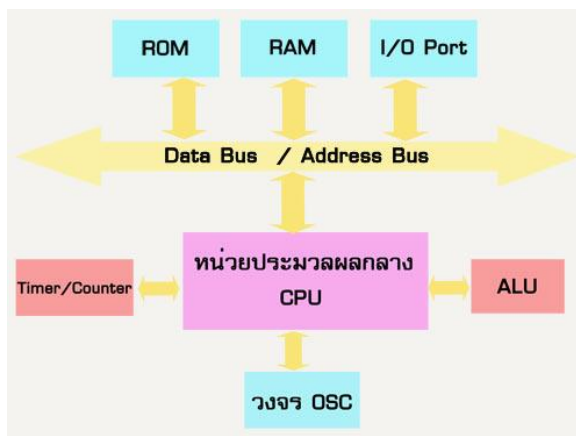 ROM
RAM
I/O Port
Data Bus / Address Bus
หน่วยประมวลผลกลาง
CPU
Timer/Counter
ALU
วงจร OSC